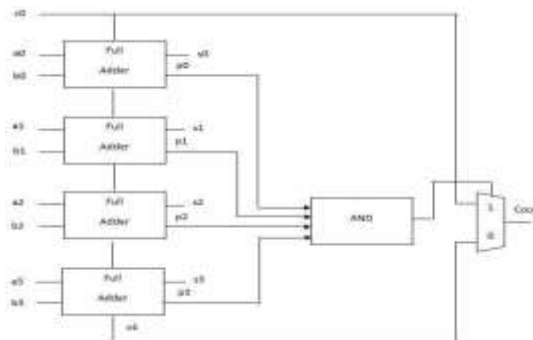 c0
Full
Adder
a0
b0
s0
p0
Full
Adder
a1
b1
s1
p1
Full
Adder
a2
b2
s2
p2
AND
1
0
Cout
Full
Adder
a3
b3
s3
p3
c4